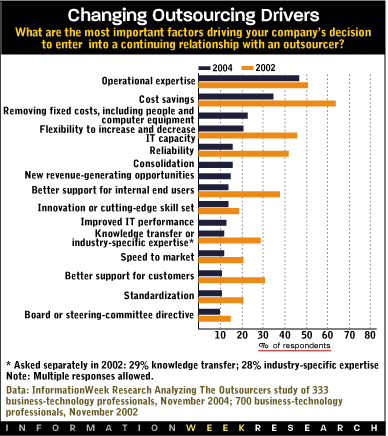 Changing Outsourcing Drivers
What are the most important factors driving your company's decision
to enter into a continuing relationship with an outsourcer?
2004 2002
Operational expertise
Cost savings
Removing fixed costs, including people and
computer equipment
Flexibility to increase and decrease
IT capacity
Reliability
Consolidation
New revenue-generating opportunities
Better support for internal end users
Innovation or cutting-edge skill set
Improved IT performance
Knowledge transfer or
industry-specific expertise*
Speed to market
Better support for customers
Standardization
Board or steering-committee directive
0 10 20 30 40 50 60 70 80
% of respondents
* Asked separately in 2002: 29% knowledge transfer; 28% industry-specific expertise
Note: Multiple responses allowed.
Data: InformationWeek Research Analyzing The Outsourcers study of 333
business-technology professionals, November 2004; 700 business-technology
professionals, November 2002
INFORMATIONWEEKRESEARCH